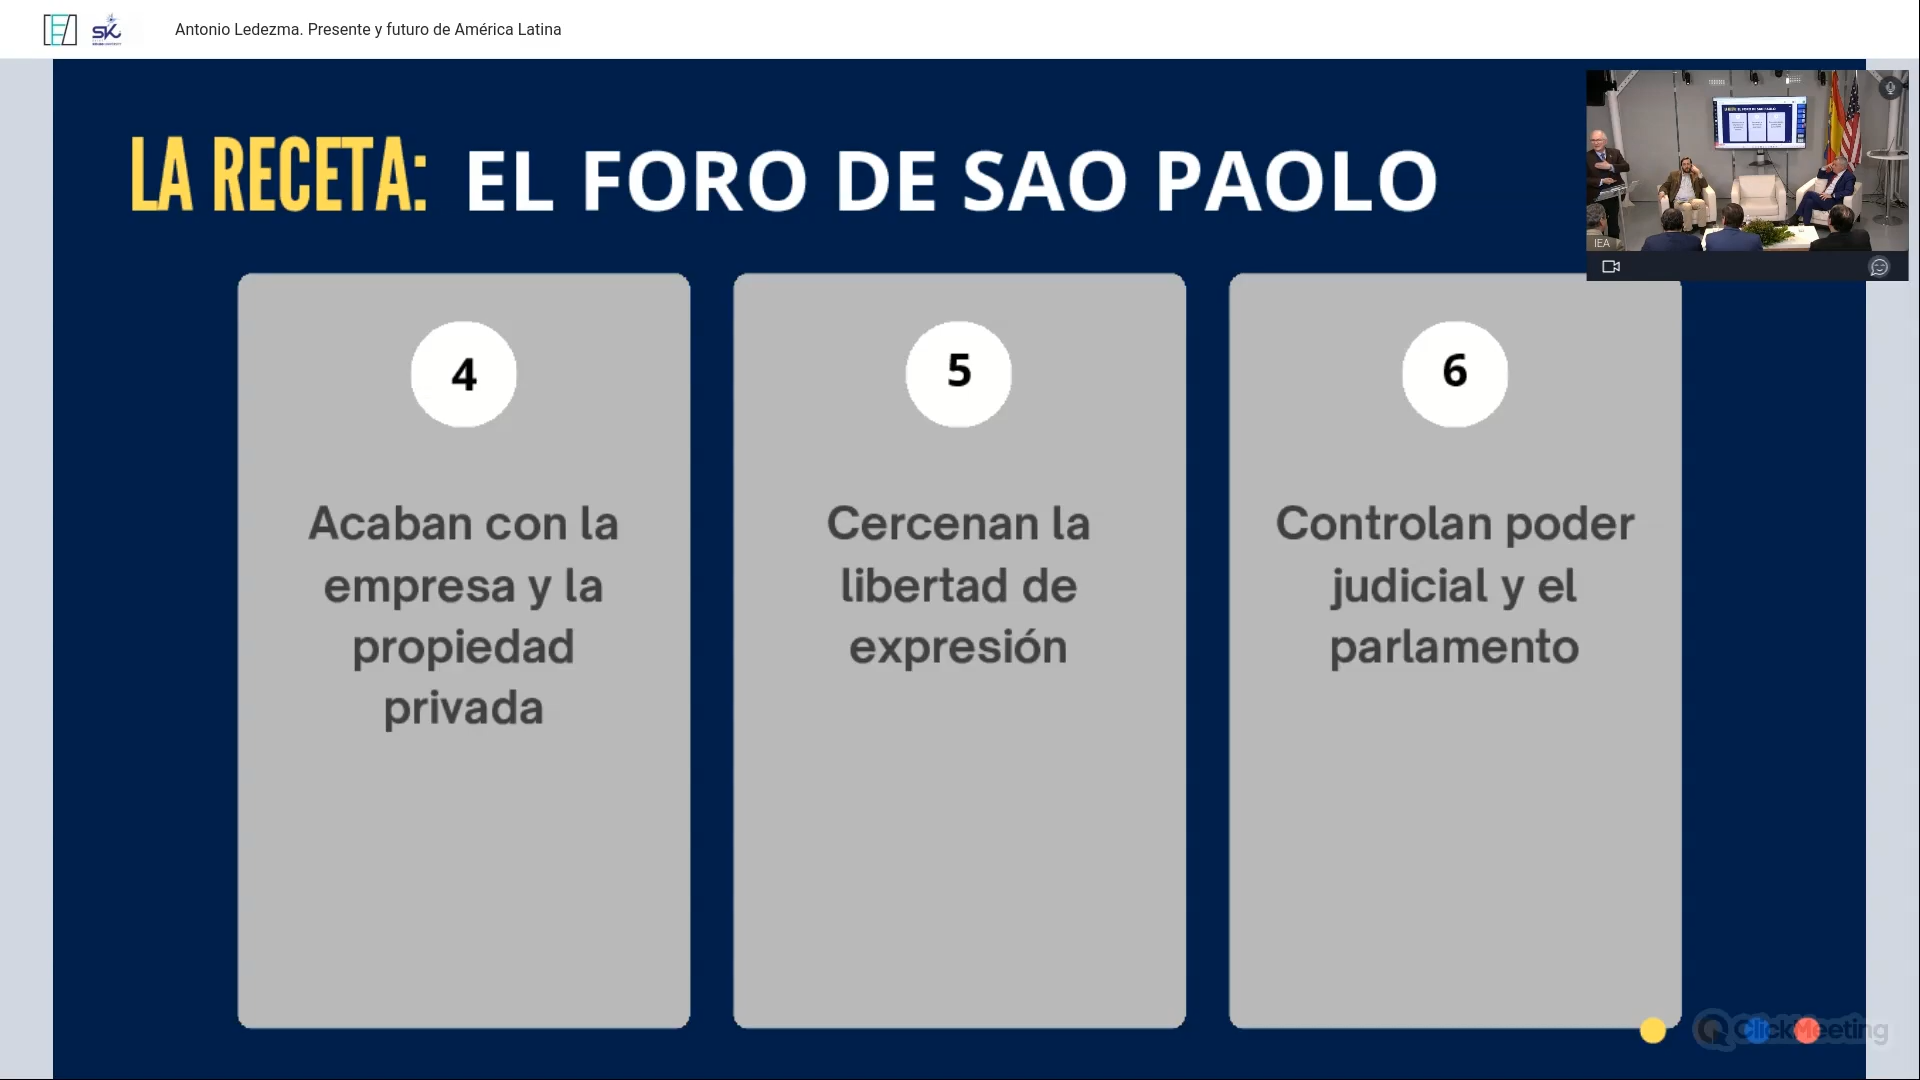 Antonio Ledezma. Presente y futuro de América Latina
LA RECETA: EL FORO DE SAO PAOLO
4
Acaban con la
empresa y la
propiedad
privada
5
Cercenan la
libertad de
expresión
6
Controlan poder
judicial y el
parlamento
IEA
ClickMeeting